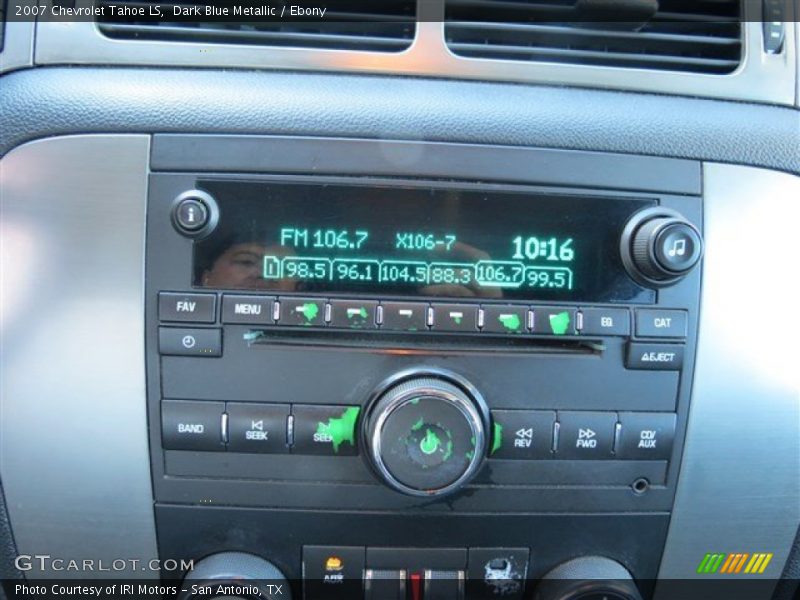 2007 Chevrolet Tahoe LS, Dark Blue Metallic / Ebony
i
FM 106.7 X106-7 10:16
1 98.5 96.1 104.5 88.3 106.7 99.5
FAV MENU EQ CAT
EJECT
BAND SEEK SEEK REV FWD CD/
AUX
GTCARLOT.COM
Photo Courtesy of IRI Motors - San Antonio, TX